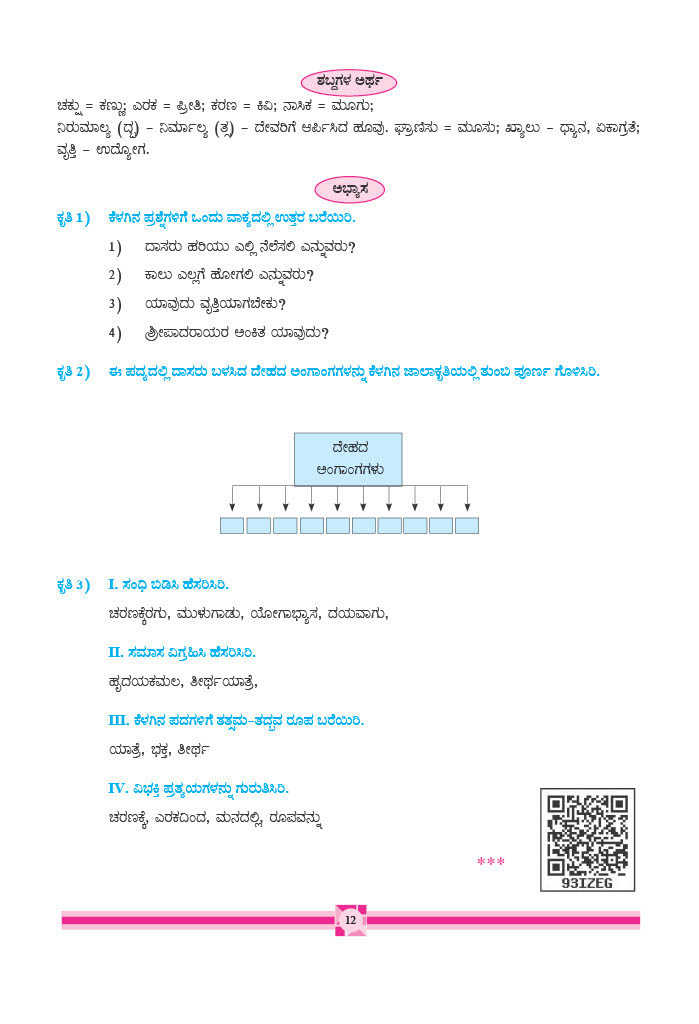 ಶಬ್ದಗಳ ಅರ್ಥ
ಚಕ್ಷು = ಕಣ್ಣು; ಎರಕ = ಪ್ರೀತಿ; ಕರಣ = ಕಿವಿ; ನಾಸಿಕ = ಮೂಗು;
ನಿರುಮಾಲ್ಯ (ದ್ಭ) – ನಿರ್ಮಾಲ್ಯ (ತ್ಸ) – ದೇವರಿಗೆ ಅರ್ಪಿಸಿದ ಹೂವು. ಘ್ರಾಣಿಸು = ಮೂಸು; ಖ್ಯಾಲು – ಧ್ಯಾನ, ಏಕಾಗ್ರತೆ;
ವೃತ್ತಿ – ಉದ್ಯೋಗ.
ಅಭ್ಯಾಸ
ಕೃತಿ 1) ಕೆಳಗಿನ ಪ್ರಶ್ನೆಗಳಿಗೆ ಒಂದು ವಾಕ್ಯದಲ್ಲಿ ಉತ್ತರ ಬರೆಯಿರಿ.
1) ದಾಸರು ಹರಿಯು ಎಲ್ಲಿ ನೆಲೆಸಲಿ ಎನ್ನುವರು?
2) ಕಾಲು ಎಲ್ಲಗೆ ಹೋಗಲಿ ಎನ್ನುವರು?
3) ಯಾವುದು ವೃತ್ತಿಯಾಗಬೇಕು?
4) ಶ್ರೀಪಾದರಾಯರ ಅಂಕಿತ ಯಾವುದು?
ಕೃತಿ 2) ಈ ಪದ್ಯದಲ್ಲಿ ದಾಸರು ಬಳಸಿದ ದೇಹದ ಅಂಗಾಂಗಗಳನ್ನು ಕೆಳಗಿನ ಜಾಲಾಕೃತಿಯಲ್ಲಿ ತುಂಬಿ ಪೂರ್ಣ ಗೊಳಿಸಿರಿ.
ದೇಹದ
ಅಂಗಾಂಗಗಳು
ಕೃತಿ 3) I. ಸಂಧಿ ಬಿಡಿಸಿ ಹೆಸರಿಸಿರಿ.
ಚರಣಕ್ಕೆರಗು, ಮುಳುಗಾಡು, ಯೋಗಾಭ್ಯಾಸ, ದಯವಾಗು,
II. ಸಮಾಸ ವಿಗ್ರಹಿಸಿ ಹೆಸರಿಸಿರಿ.
ಹೃದಯಕಮಲ, ತೀರ್ಥಯಾತ್ರೆ,
III. ಕೆಳಗಿನ ಪದಗಳಿಗೆ ತತ್ಸಮ–ತದ್ಭವ ರೂಪ ಬರೆಯಿರಿ.
ಯಾತ್ರೆ, ಭಕ್ತ, ತೀರ್ಥ
IV. ವಿಭಕ್ತಿ ಪ್ರತ್ಯಯಗಳನ್ನು ಗುರುತಿಸಿರಿ.
ಚರಣಕ್ಕೆ, ಎರಕದಿಂದ, ಮನದಲ್ಲಿ, ರೂಪವನ್ನು
***
93IZEG
12